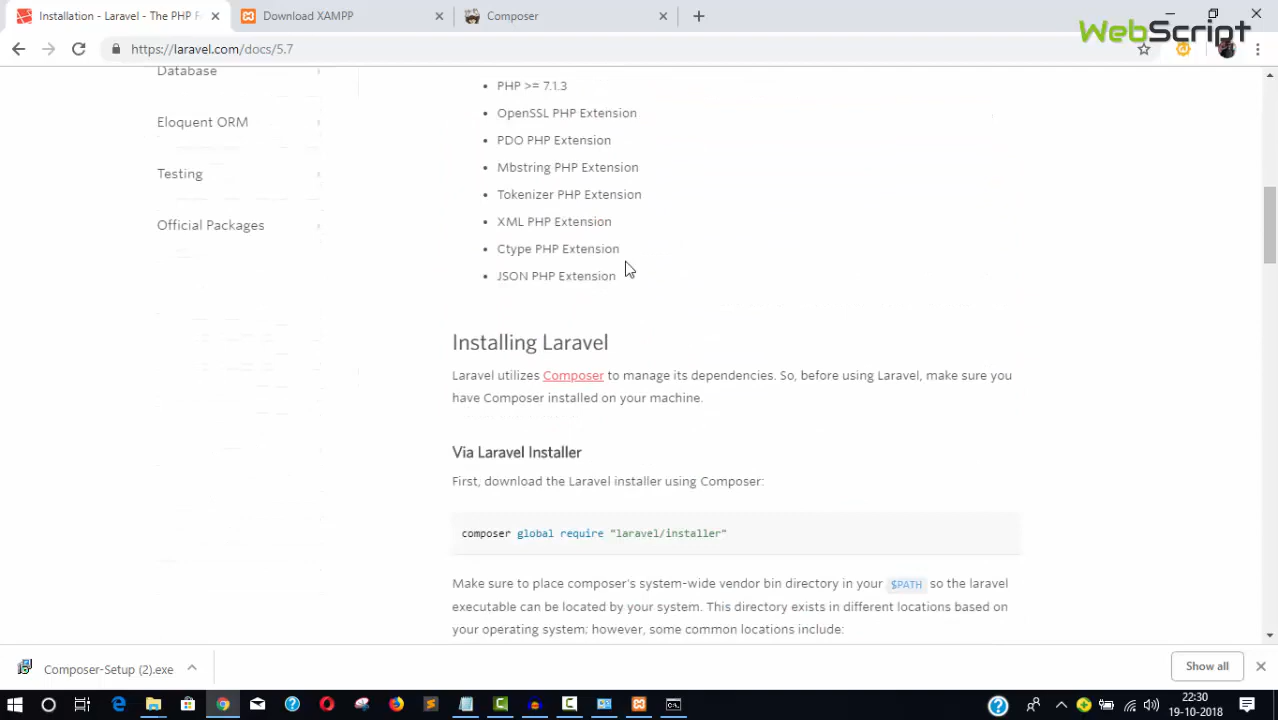 Installation - Laravel - The PHP F
Download XAMPP
Composer
WebScript
https://laravel.com/docs/5.7
Database
Eloquent ORM
Testing
Official Packages
PHP >= 7.1.3
OpenSSL PHP Extension
PDO PHP Extension
Mbstring PHP Extension
Tokenizer PHP Extension
XML PHP Extension
Ctype PHP Extension
JSON PHP Extension
Installing Laravel
Laravel utilizes Composer to manage its dependencies. So, before using Laravel, make sure you
have Composer installed on your machine.
Via Laravel Installer
First, download the Laravel installer using Composer:
composer global require "laravel/installer"
Make sure to place composer's system-wide vendor bin directory in your $PATH so the laravel
executable can be located by your system. This directory exists in different locations based on
your operating system; however, some common locations include:
Composer-Setup (2).exe
Show all
22:30
19-10-2018